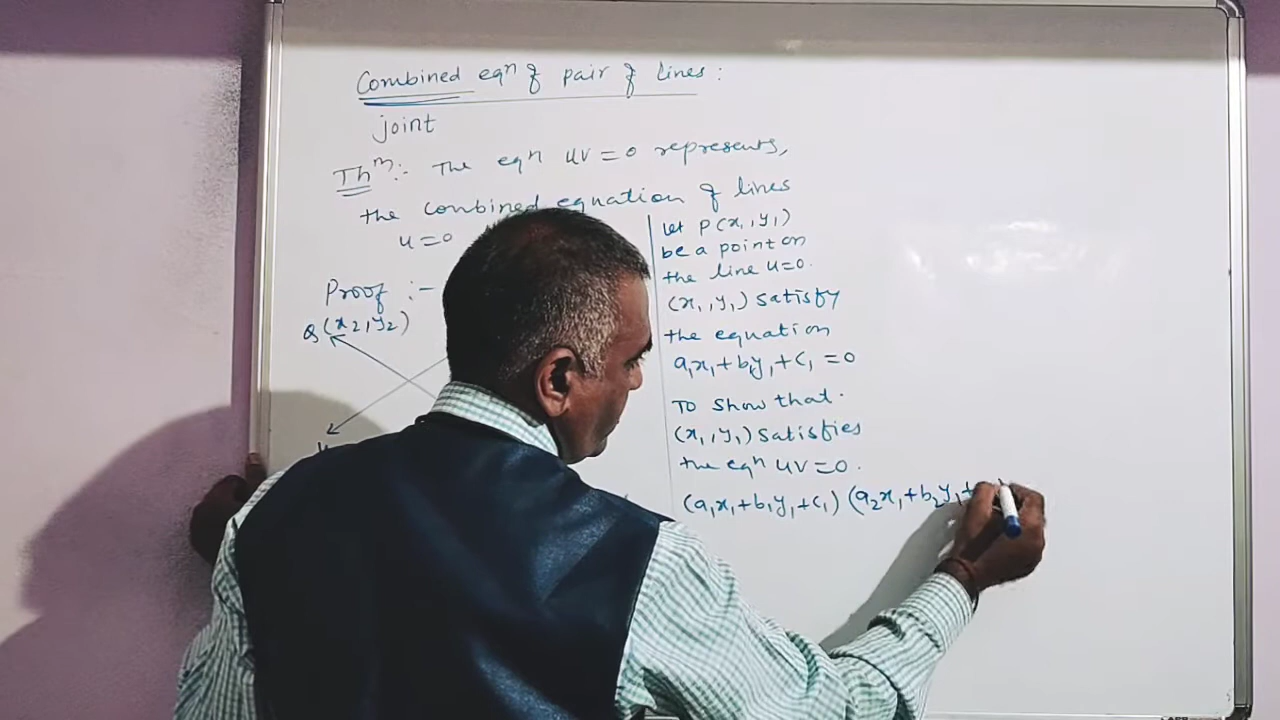 Combined eqⁿ of pair of lines :
joint
Thᵐ :- The eqⁿ uv = 0 represents,
the combined equation of lines
u = 0
Proof :-
Q (x₂, y₂)
Let P(x₁, y₁)
be a point on
the line u=0.
(x₁, y₁) satisfy
the equation
a₁x₁+b₁y₁+c₁ = 0
To show that.
(x₁, y₁) satisfies
the eqⁿ uv = 0.
(a₁x₁+b₁y₁+c₁) (a₂x₁+b₂y₁+